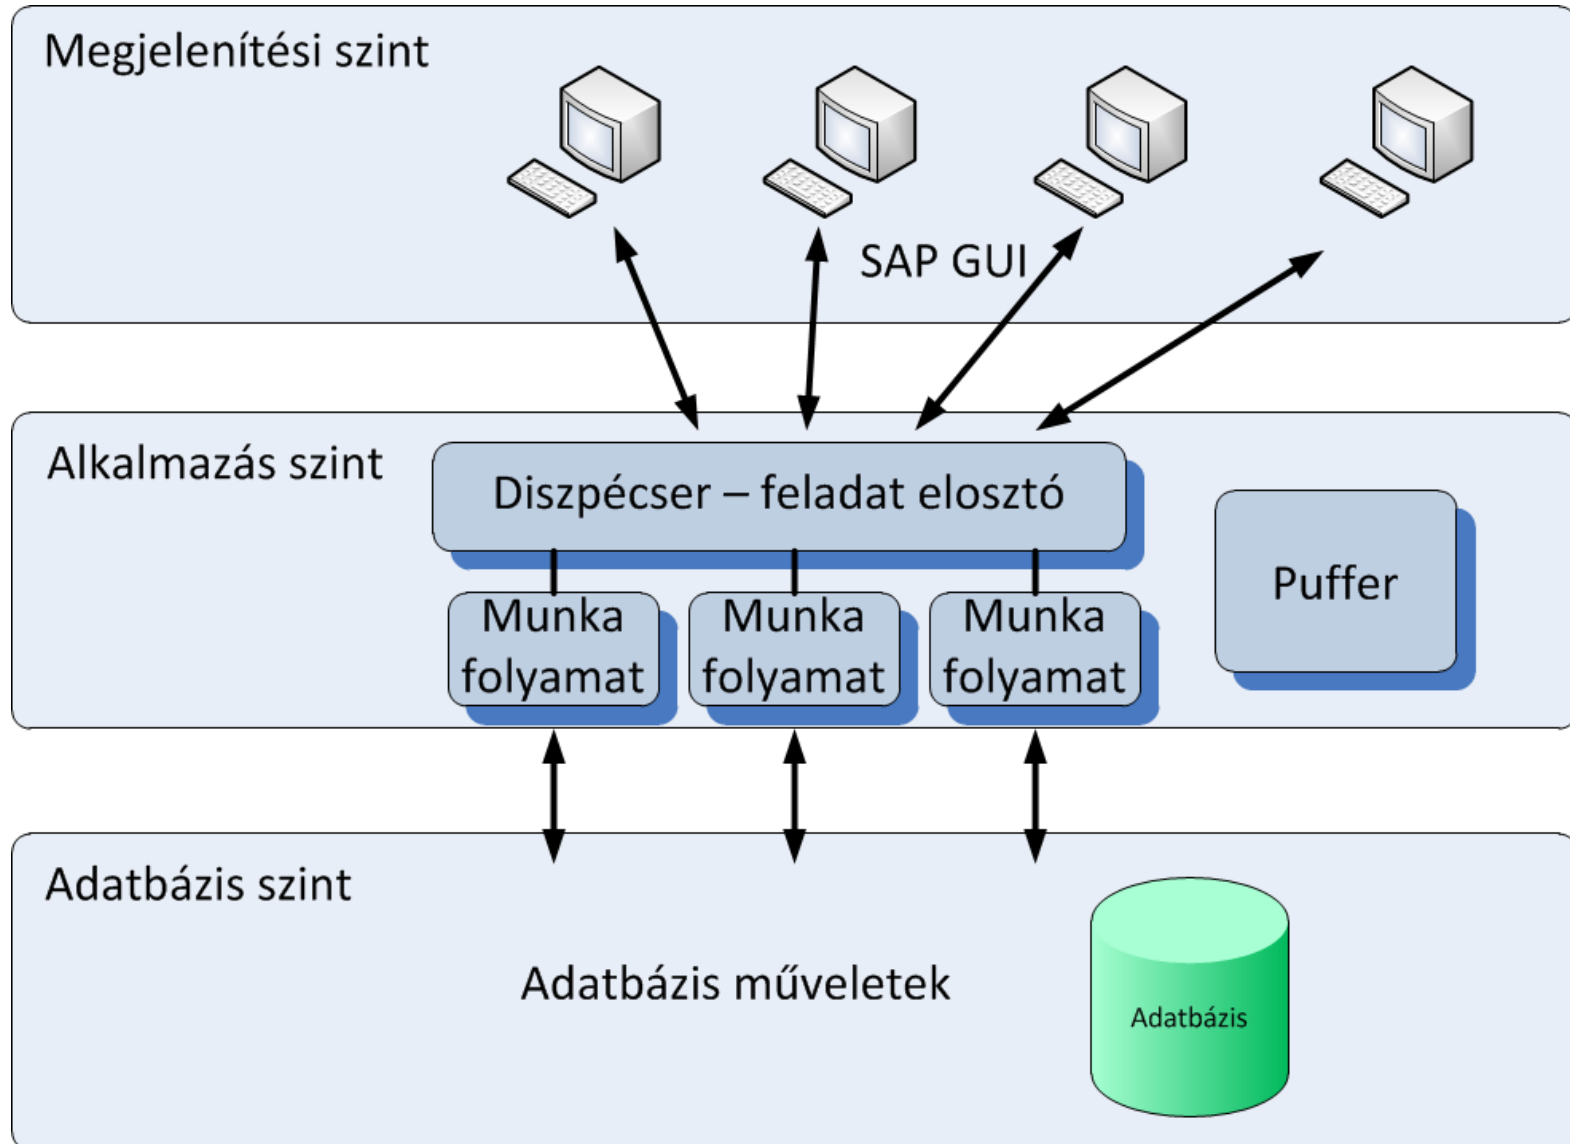 Megjelenítési szint
SAP GUI
Alkalmazás szint
Diszpécser – feladat elosztó
Puffer
Munka
folyamat
Munka
folyamat
Munka
folyamat
Adatbázis szint
Adatbázis műveletek
Adatbázis